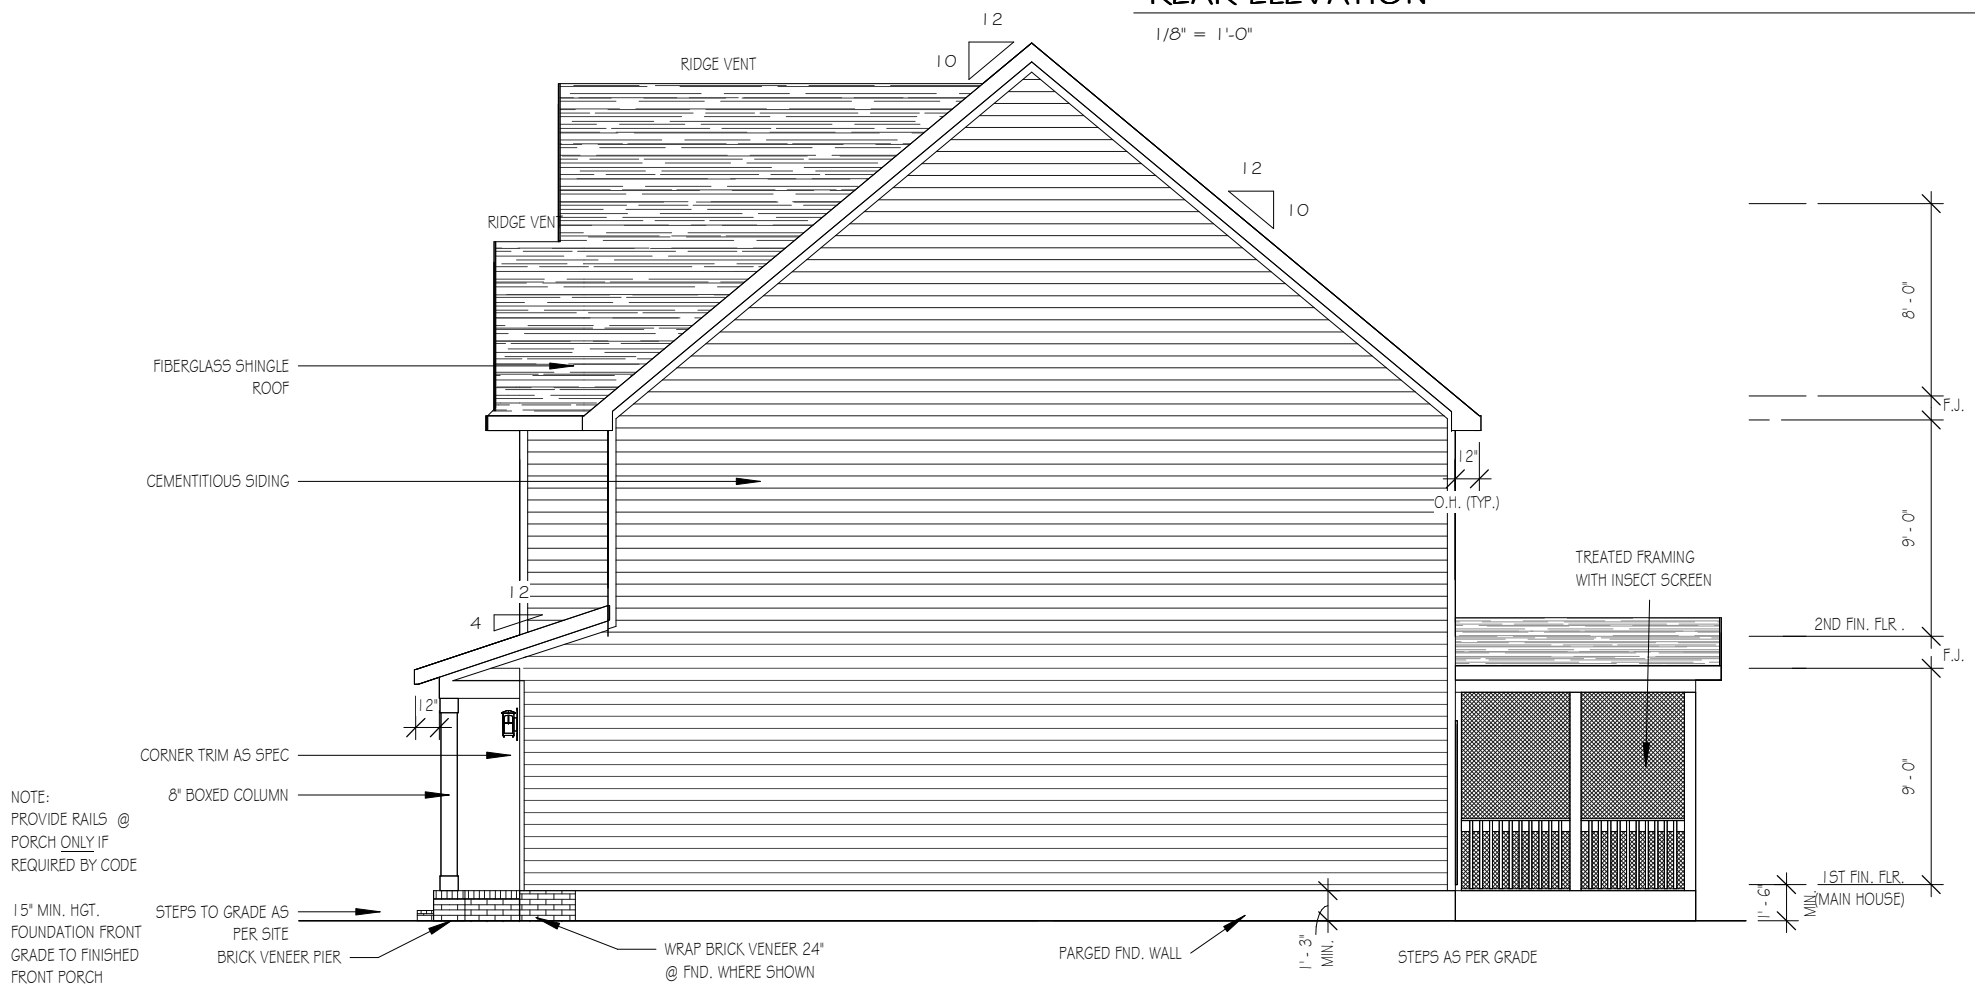 REAR ELEVATION
1/8" = 1'-0"
12
10
RIDGE VENT
12
10
RIDGE VENT
8'-0"
FIBERGLASS SHINGLE
ROOF
F.J.
12"
O.H. (TYP.)
CEMENTITIOUS SIDING
9'-0"
TREATED FRAMING
WITH INSECT SCREEN
12
4
2ND FIN. FLR.
F.J.
12"
CORNER TRIM AS SPEC
8" BOXED COLUMN
9'-0"
NOTE:
PROVIDE RAILS @
PORCH ONLY IF
REQUIRED BY CODE
1ST FIN. FLR.
(MAIN HOUSE)
1'-6"
MIN.
15" MIN. HGT.
FOUNDATION FRONT
GRADE TO FINISHED
FRONT PORCH
STEPS TO GRADE AS
PER SITE
BRICK VENEER PIER
WRAP BRICK VENEER 24"
@ FND. WHERE SHOWN
PARGED FND. WALL
1'-3"
MIN.
STEPS AS PER GRADE